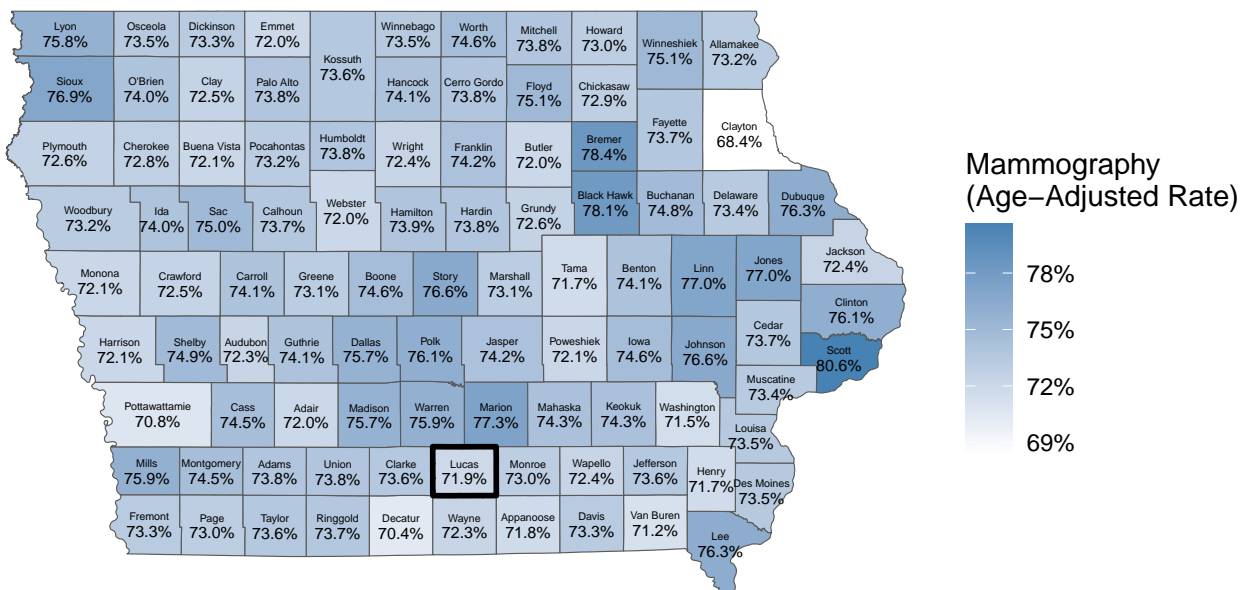 Lyon
75.8%
Osceola
73.5%
Dickinson
73.3%
Emmet
72.0%
Kossuth
73.6%
Winnebago
73.5%
Worth
74.6%
Mitchell
73.8%
Howard
73.0%
Winneshiek
75.1%
Allamakee
73.2%
Sioux
76.9%
O'Brien
74.0%
Clay
72.5%
Palo Alto
73.8%
Hancock
74.1%
Cerro Gordo
73.8%
Floyd
75.1%
Chickasaw
72.9%
Fayette
73.7%
Clayton
68.4%
Plymouth
72.6%
Cherokee
72.8%
Buena Vista
72.1%
Pocahontas
73.2%
Humboldt
73.8%
Wright
72.4%
Franklin
74.2%
Butler
72.0%
Bremer
78.4%
Woodbury
73.2%
Ida
74.0%
Sac
75.0%
Calhoun
73.7%
Webster
72.0%
Hamilton
73.9%
Hardin
73.8%
Grundy
72.6%
Black Hawk
78.1%
Buchanan
74.8%
Delaware
73.4%
Dubuque
76.3%
Monona
72.1%
Crawford
72.5%
Carroll
74.1%
Greene
73.1%
Boone
74.6%
Story
76.6%
Marshall
73.1%
Tama
71.7%
Benton
74.1%
Linn
77.0%
Jones
77.0%
Jackson
72.4%
Clinton
76.1%
Harrison
72.1%
Shelby
74.9%
Audubon
72.3%
Guthrie
74.1%
Dallas
75.7%
Polk
76.1%
Jasper
74.2%
Poweshiek
72.1%
Iowa
74.6%
Johnson
76.6%
Cedar
73.7%
Scott
80.6%
Muscatine
73.4%
Pottawattamie
70.8%
Cass
74.5%
Adair
72.0%
Madison
75.7%
Warren
75.9%
Marion
77.3%
Mahaska
74.3%
Keokuk
74.3%
Washington
71.5%
Louisa
73.5%
Mills
75.9%
Montgomery
74.5%
Adams
73.8%
Union
73.8%
Clarke
73.6%
Lucas
71.9%
Monroe
73.0%
Wapello
72.4%
Jefferson
73.6%
Henry
71.7%
Des Moines
73.5%
Fremont
73.3%
Page
73.0%
Taylor
73.6%
Ringgold
73.7%
Decatur
70.4%
Wayne
72.3%
Appanoose
71.8%
Davis
73.3%
Van Buren
71.2%
Lee
76.3%
Mammography
(Age−Adjusted Rate)
78%
75%
72%
69%